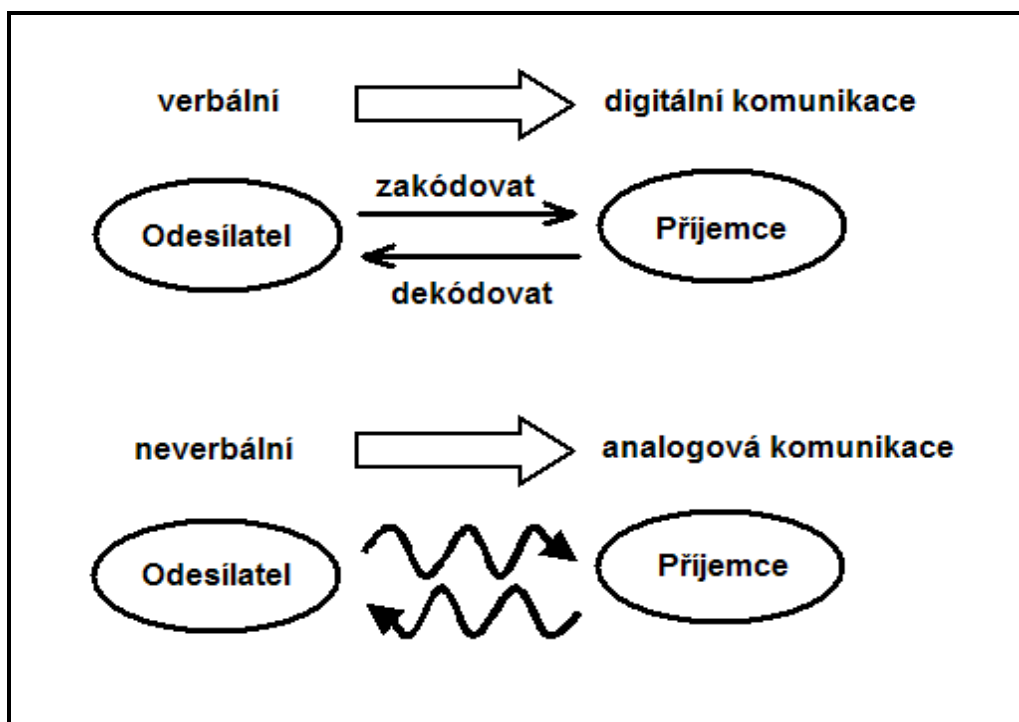 verbální
digitální komunikace
zakódovat
Odesílatel
Příjemce
dekódovat
neverbální
analogová komunikace
Odesílatel
Příjemce